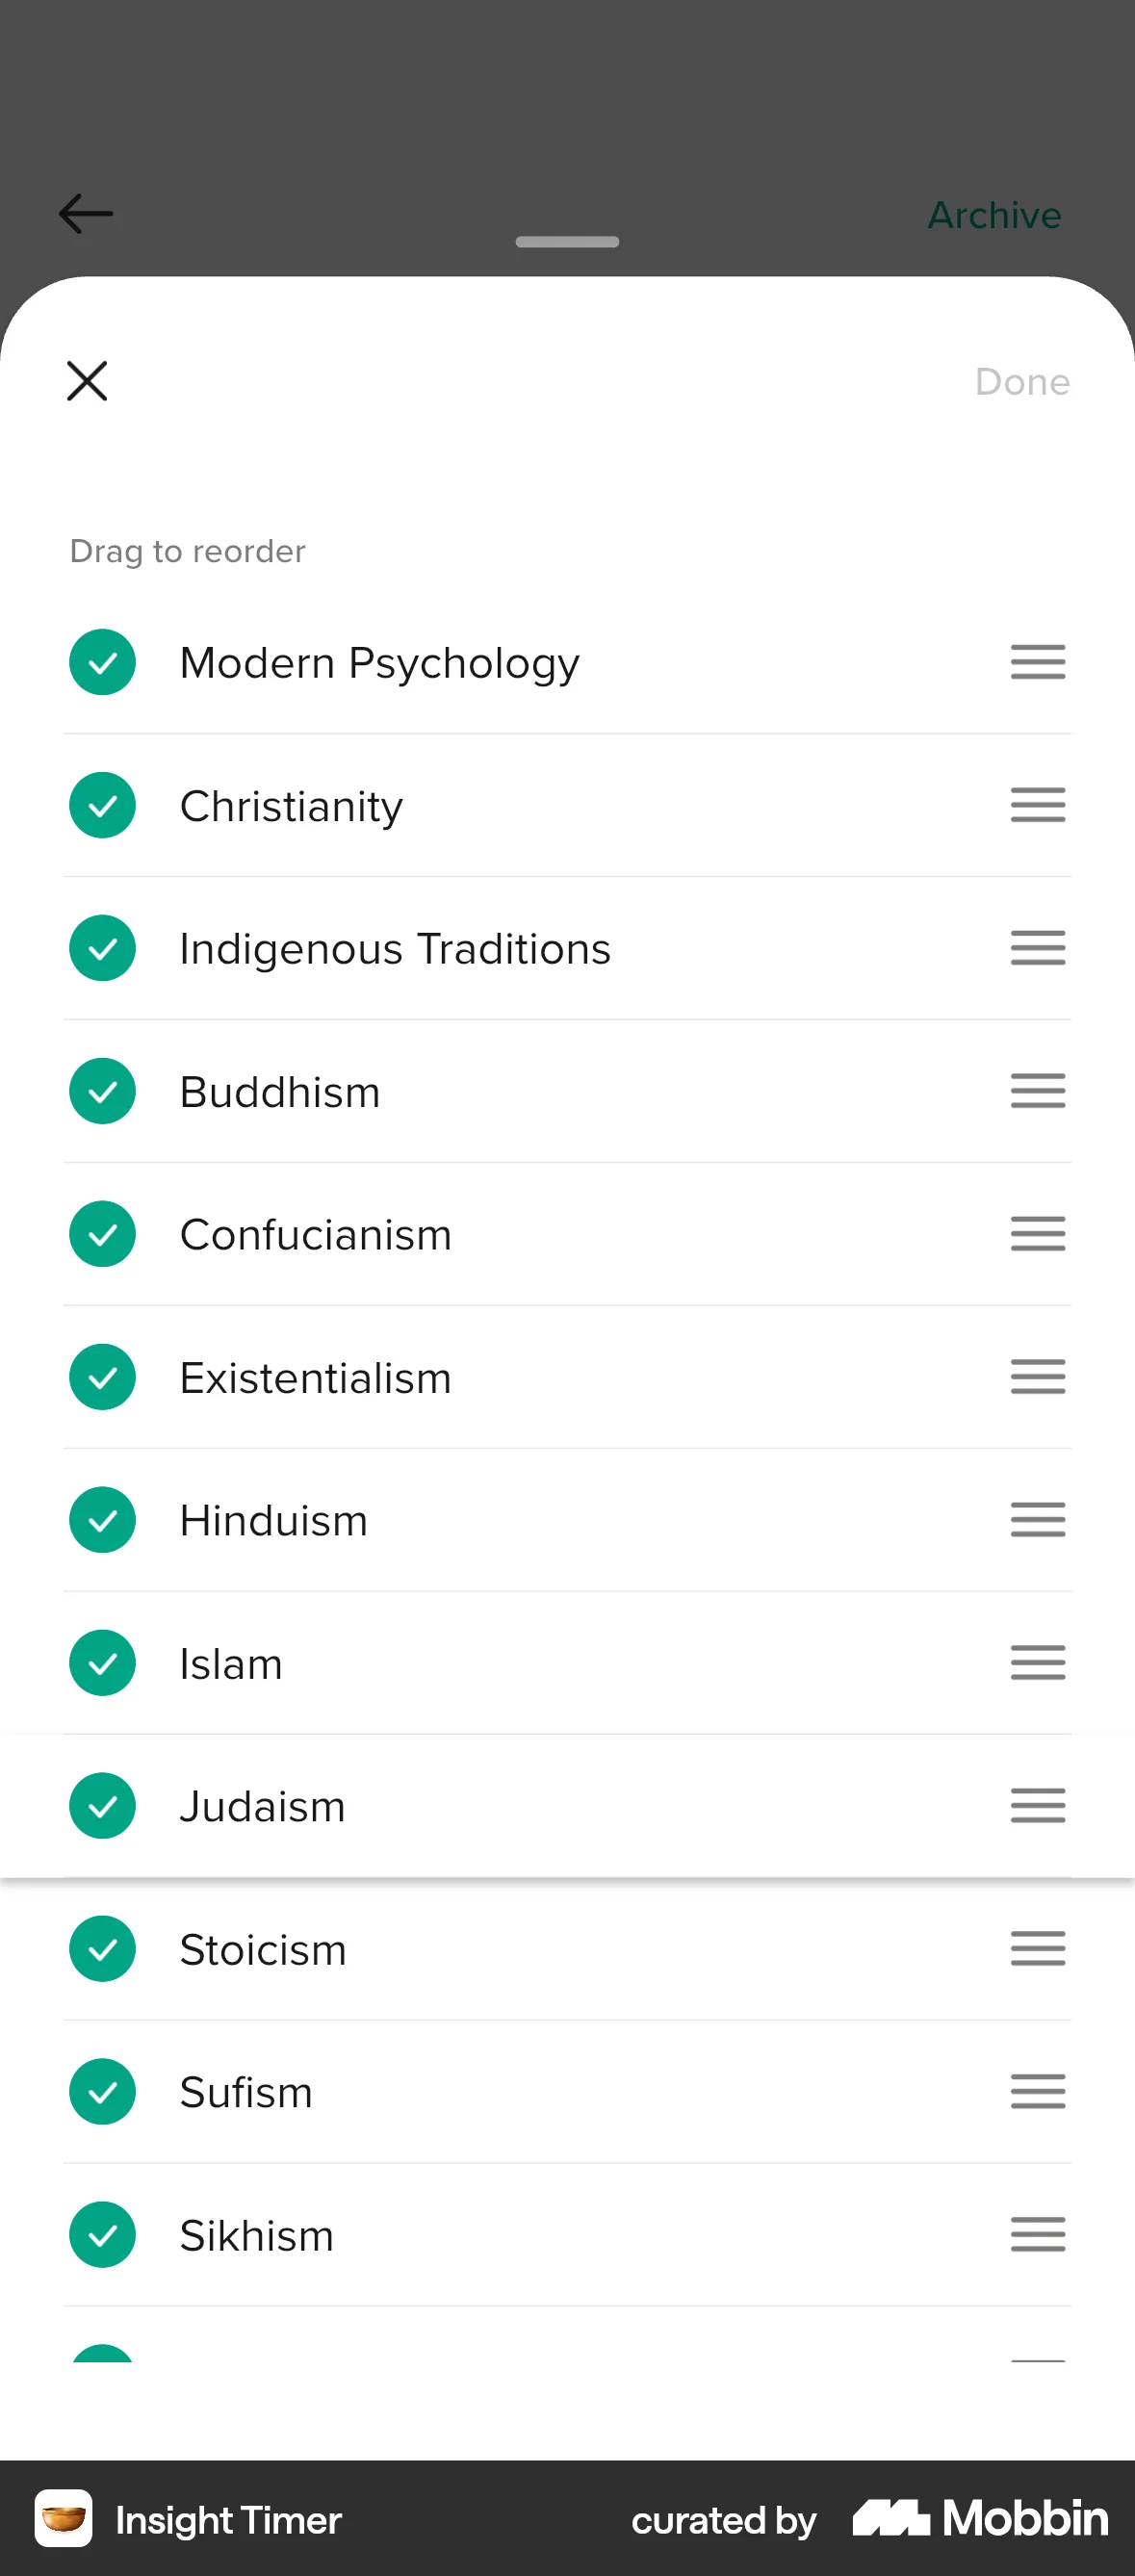 Archive
Done
Drag to reorder
Modern Psychology
Christianity
Indigenous Traditions
Buddhism
Confucianism
Existentialism
Hinduism
Islam
Judaism
Stoicism
Sufism
Sikhism
Insight Timer
curated by Mobbin